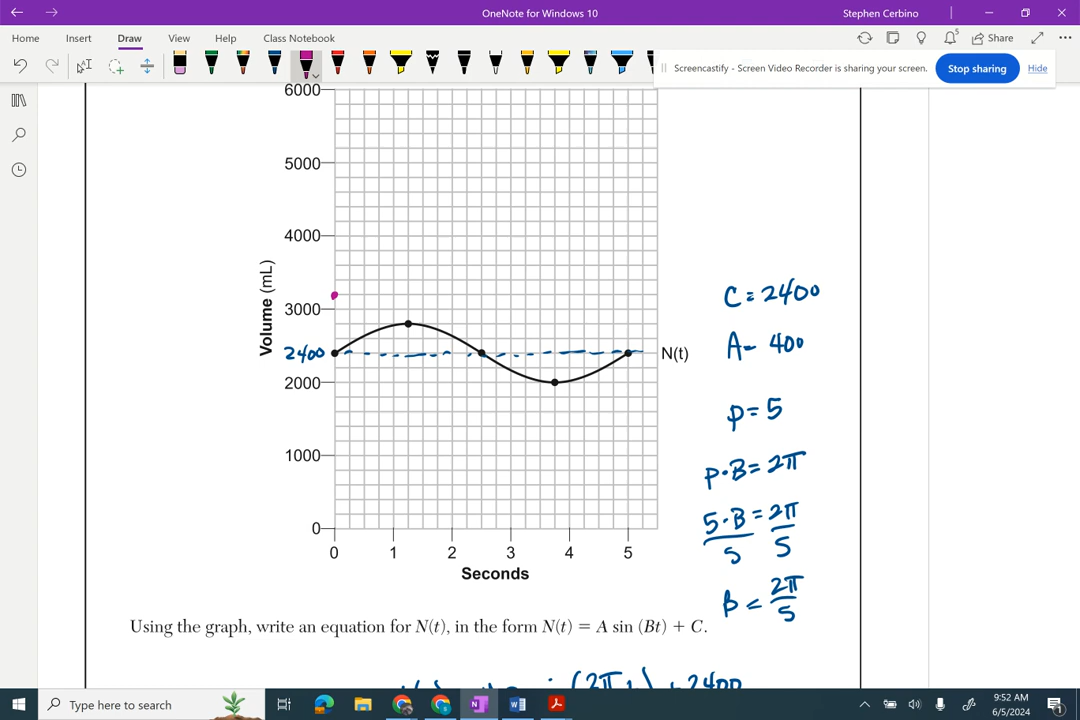 OneNote for Windows 10
Stephen Cerbino
Home Insert Draw View Help Class Notebook
Share
Screencastify - Screen Video Recorder is sharing your screen. Stop sharing Hide
6000
5000
4000
3000
2400
2000
1000
0
Volume (mL)
N(t)
0 1 2 3 4 5
Seconds
C = 2400
A = 400
P = 5
P · B = 2π
5 · B = 2π
5 5
B = 2π
5
Using the graph, write an equation for N(t), in the form N(t) = A sin (Bt) + C.
(2π t) + 2400
Type here to search
9:52 AM
6/5/2024
1